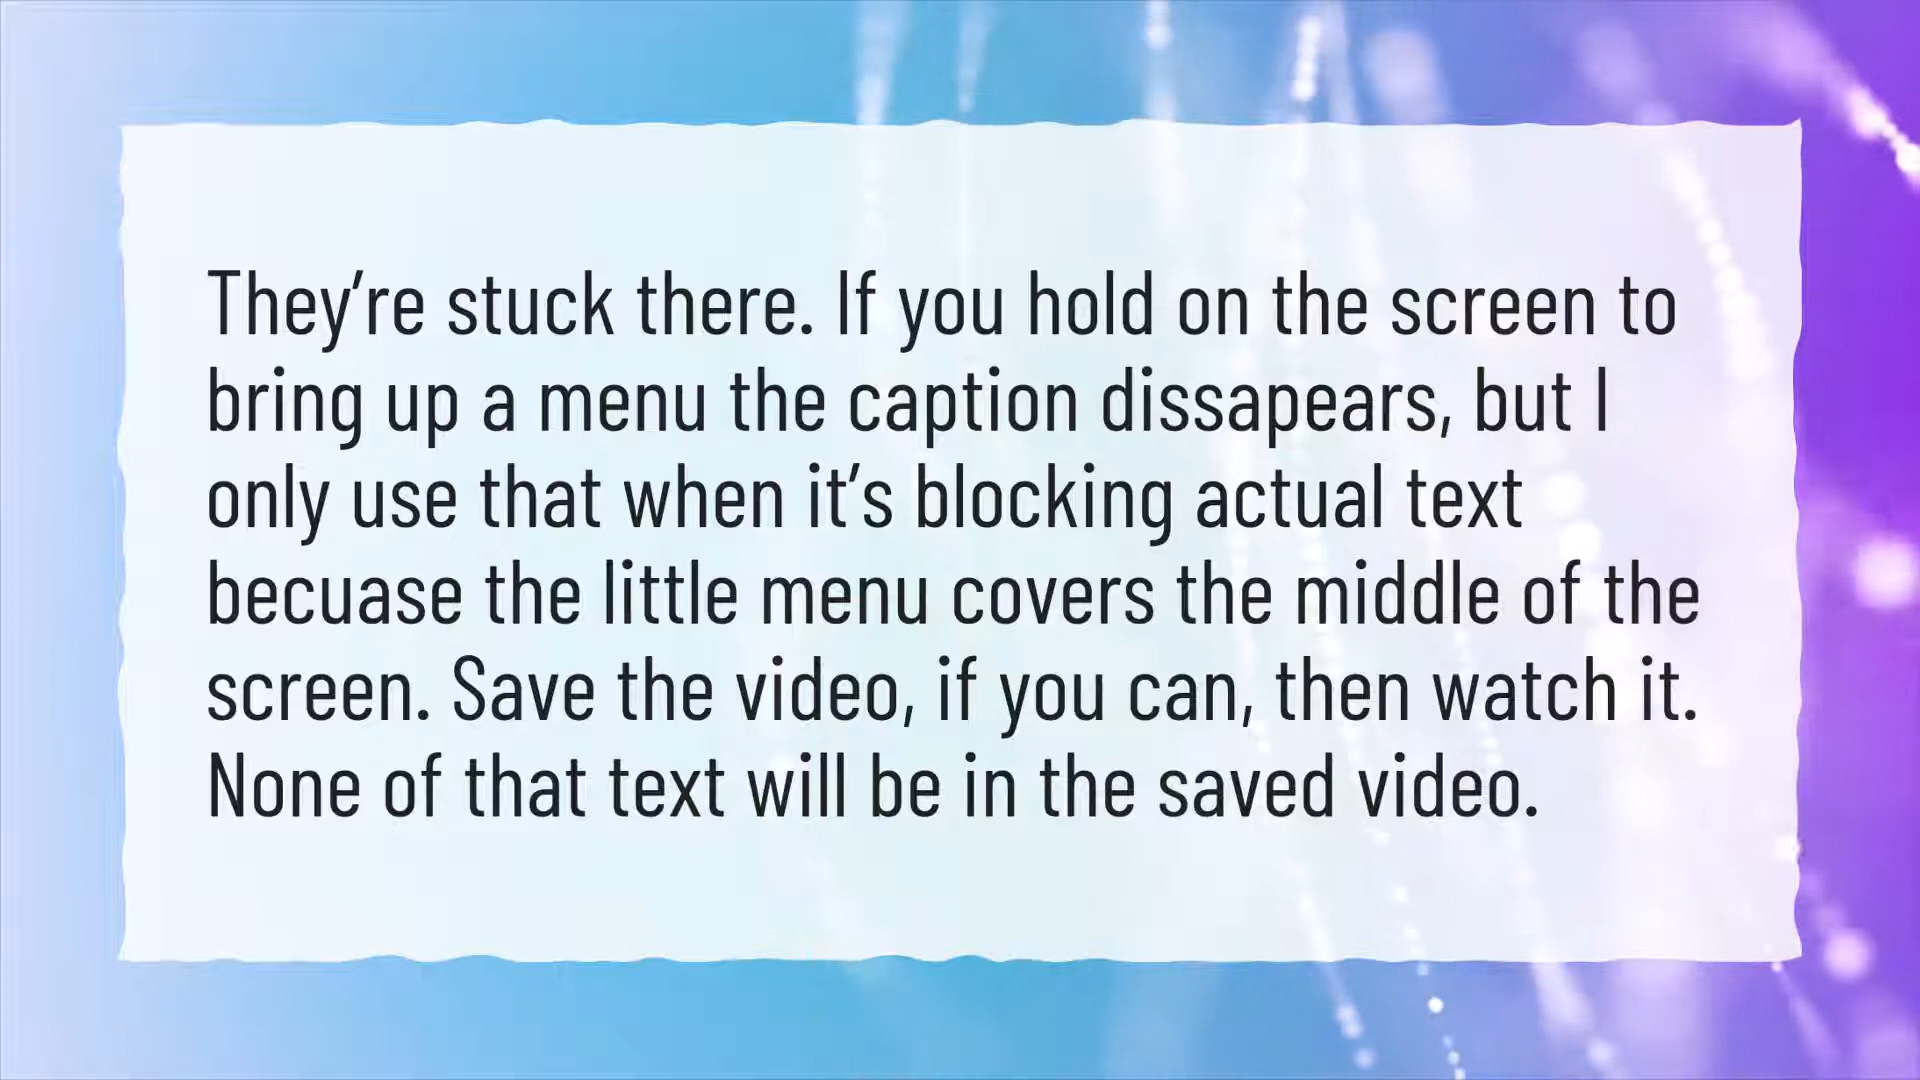 They’re stuck there. If you hold on the screen to
bring up a menu the caption dissapears, but I
only use that when it’s blocking actual text
becuase the little menu covers the middle of the
screen. Save the video, if you can, then watch it.
None of that text will be in the saved video.